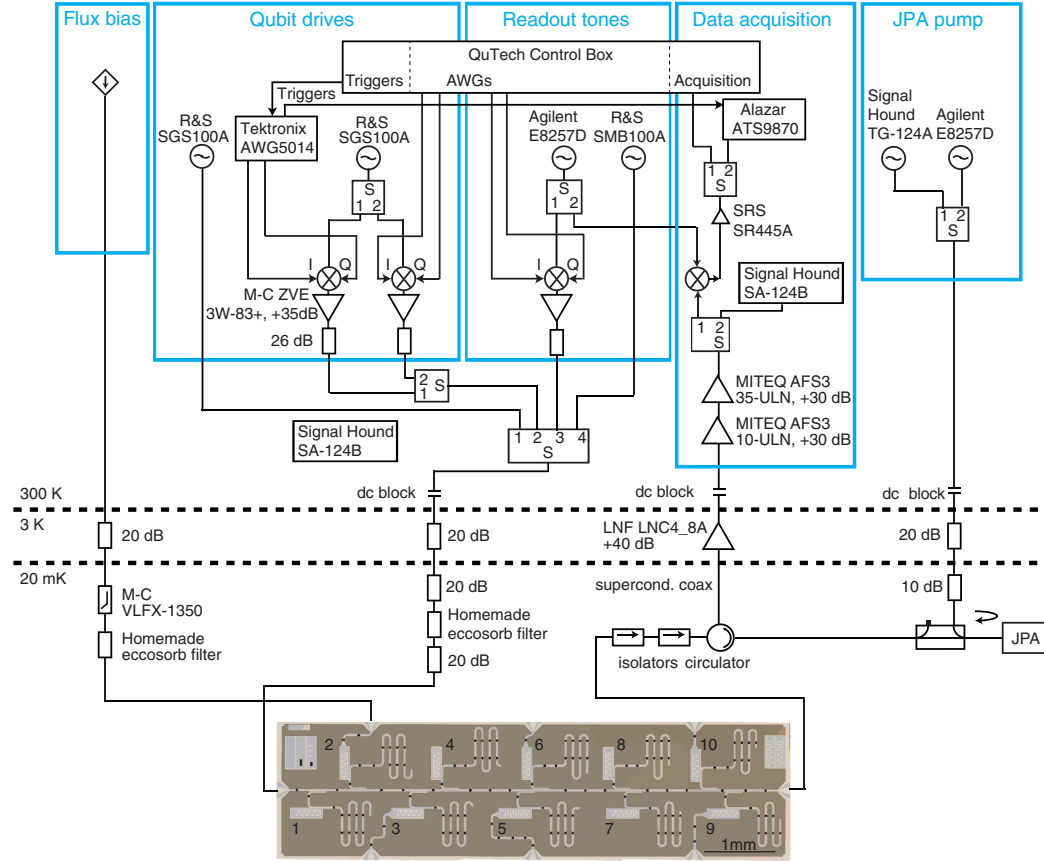 Flux bias
Qubit drives
Readout tones
Data acquisition
JPA pump
QuTech Control Box
Triggers
AWGs
Acquisition
Triggers
R&S
SGS100A
Tektronix
AWG5014
R&S
SGS100A
Agilent
E8257D
R&S
SMB100A
Alazar
ATS9870
Signal
Hound
TG-124A
Agilent
E8257D
S
1 2
S
1 2
1 2
S
1 2
S
SRS
SR445A
I
Q
I
Q
I
Q
M-C ZVE
3W-83+, +35dB
26 dB
Signal Hound
SA-124B
1 2
S
2
1
S
MITEQ AFS3
35-ULN, +30 dB
MITEQ AFS3
10-ULN, +30 dB
Signal Hound
SA-124B
1 2 3 4
S
300 K
dc block
dc block
dc block
3 K
20 dB
20 dB
LNF LNC4_8A
+40 dB
20 dB
20 mK
M-C
VLFX-1350
Homemade
eccosorb filter
20 dB
Homemade
eccosorb filter
20 dB
supercond. coax
isolators circulator
10 dB
JPA
2
4
6
8
10
1
3
5
7
9
1mm